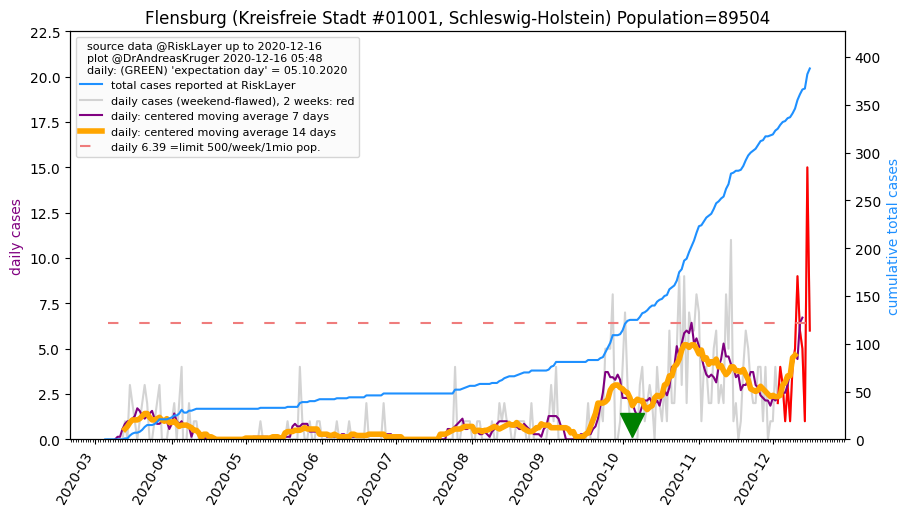 Flensburg (Kreisfreie Stadt #01001, Schleswig-Holstein) Population=89504
source data @RiskLayer up to 2020-12-16
plot @DrAndreasKruger 2020-12-16 05:48
daily: (GREEN) 'expectation day' = 05.10.2020
total cases reported at RiskLayer
daily cases (weekend-flawed), 2 weeks: red
daily: centered moving average 7 days
daily: centered moving average 14 days
daily 6.39 =limit 500/week/1mio pop.
daily cases
22.5
20.0
17.5
15.0
12.5
10.0
7.5
5.0
2.5
0.0
cumulative total cases
400
350
300
250
200
150
100
50
0
2020-03
2020-04
2020-05
2020-06
2020-07
2020-08
2020-09
2020-10
2020-11
2020-12